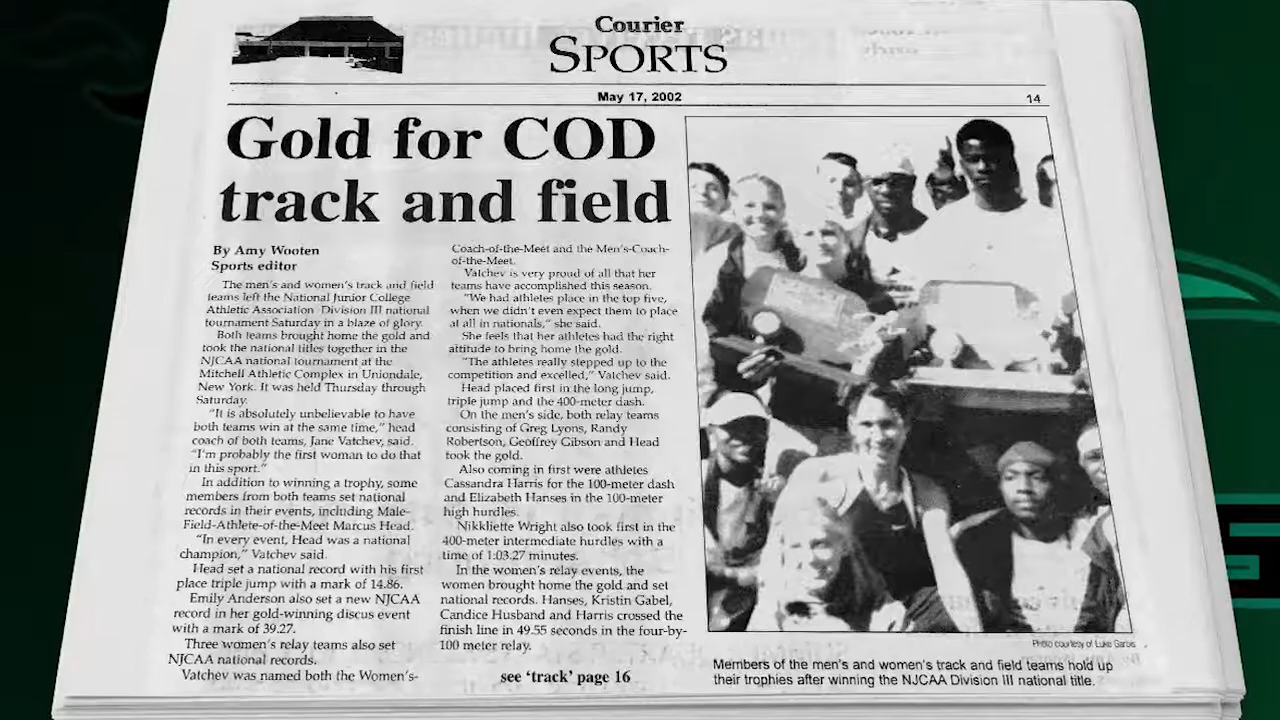 Courier
SPORTS
May 17, 2002
14
Gold for COD
track and field
By Amy Wooten
Sports editor
The men's and women's track and field
teams left the National Junior College
Athletic Association Division III national
tournament Saturday in a blaze of glory.
Both teams brought home the gold and
took the national titles together in the
NJCAA national tournament at the
Mitchell Athletic Complex in Uniondale,
New York. It was held Thursday through
Saturday.
"It is absolutely unbelievable to have
both teams win at the same time," head
coach of both teams, Jane Vatchev, said.
"I'm probably the first woman to do that
in this sport."
In addition to winning a trophy, some
members from both teams set national
records in their events, including Male-
Field-Athlete-of-the-Meet Marcus Head.
"In every event, Head was a national
champion," Vatchev said.
Head set a national record with his first
place triple jump with a mark of 14.86.
Emily Anderson also set a new NJCAA
record in her gold-winning discus event
with a mark of 39.27.
Three women's relay teams also set
NJCAA national records.
Vatchev was named both the Women's-
Coach-of-the-Meet and the Men's-Coach-
of-the-Meet.
Vatchev is very proud of all that her
teams have accomplished this season.
"We had athletes place in the top five,
when we didn't even expect them to place
at all in nationals," she said.
She feels that her athletes had the right
attitude to bring home the gold.
"The athletes really stepped up to the
competition and excelled," Vatchev said.
Head placed first in the long jump,
triple jump and the 400-meter dash.
On the men's side, both relay teams
consisting of Greg Lyons, Randy
Robertson, Geoffrey Gibson and Head
took the gold.
Also coming in first were athletes
Cassandra Harris for the 100-meter dash
and Elizabeth Hanses in the 100-meter
high hurdles.
Nikkliette Wright also took first in the
400-meter intermediate hurdles with a
time of 1:03.27 minutes.
In the women's relay events, the
women brought home the gold and set
national records. Hanses, Kristin Gabel,
Candice Husband and Harris crossed the
finish line in 49.55 seconds in the four-by-
100 meter relay.
see 'track' page 16
Photo courtesy of Luke
Members of the men's and women's track and field teams hold up
their trophies after winning the NJCAA Division III national title.